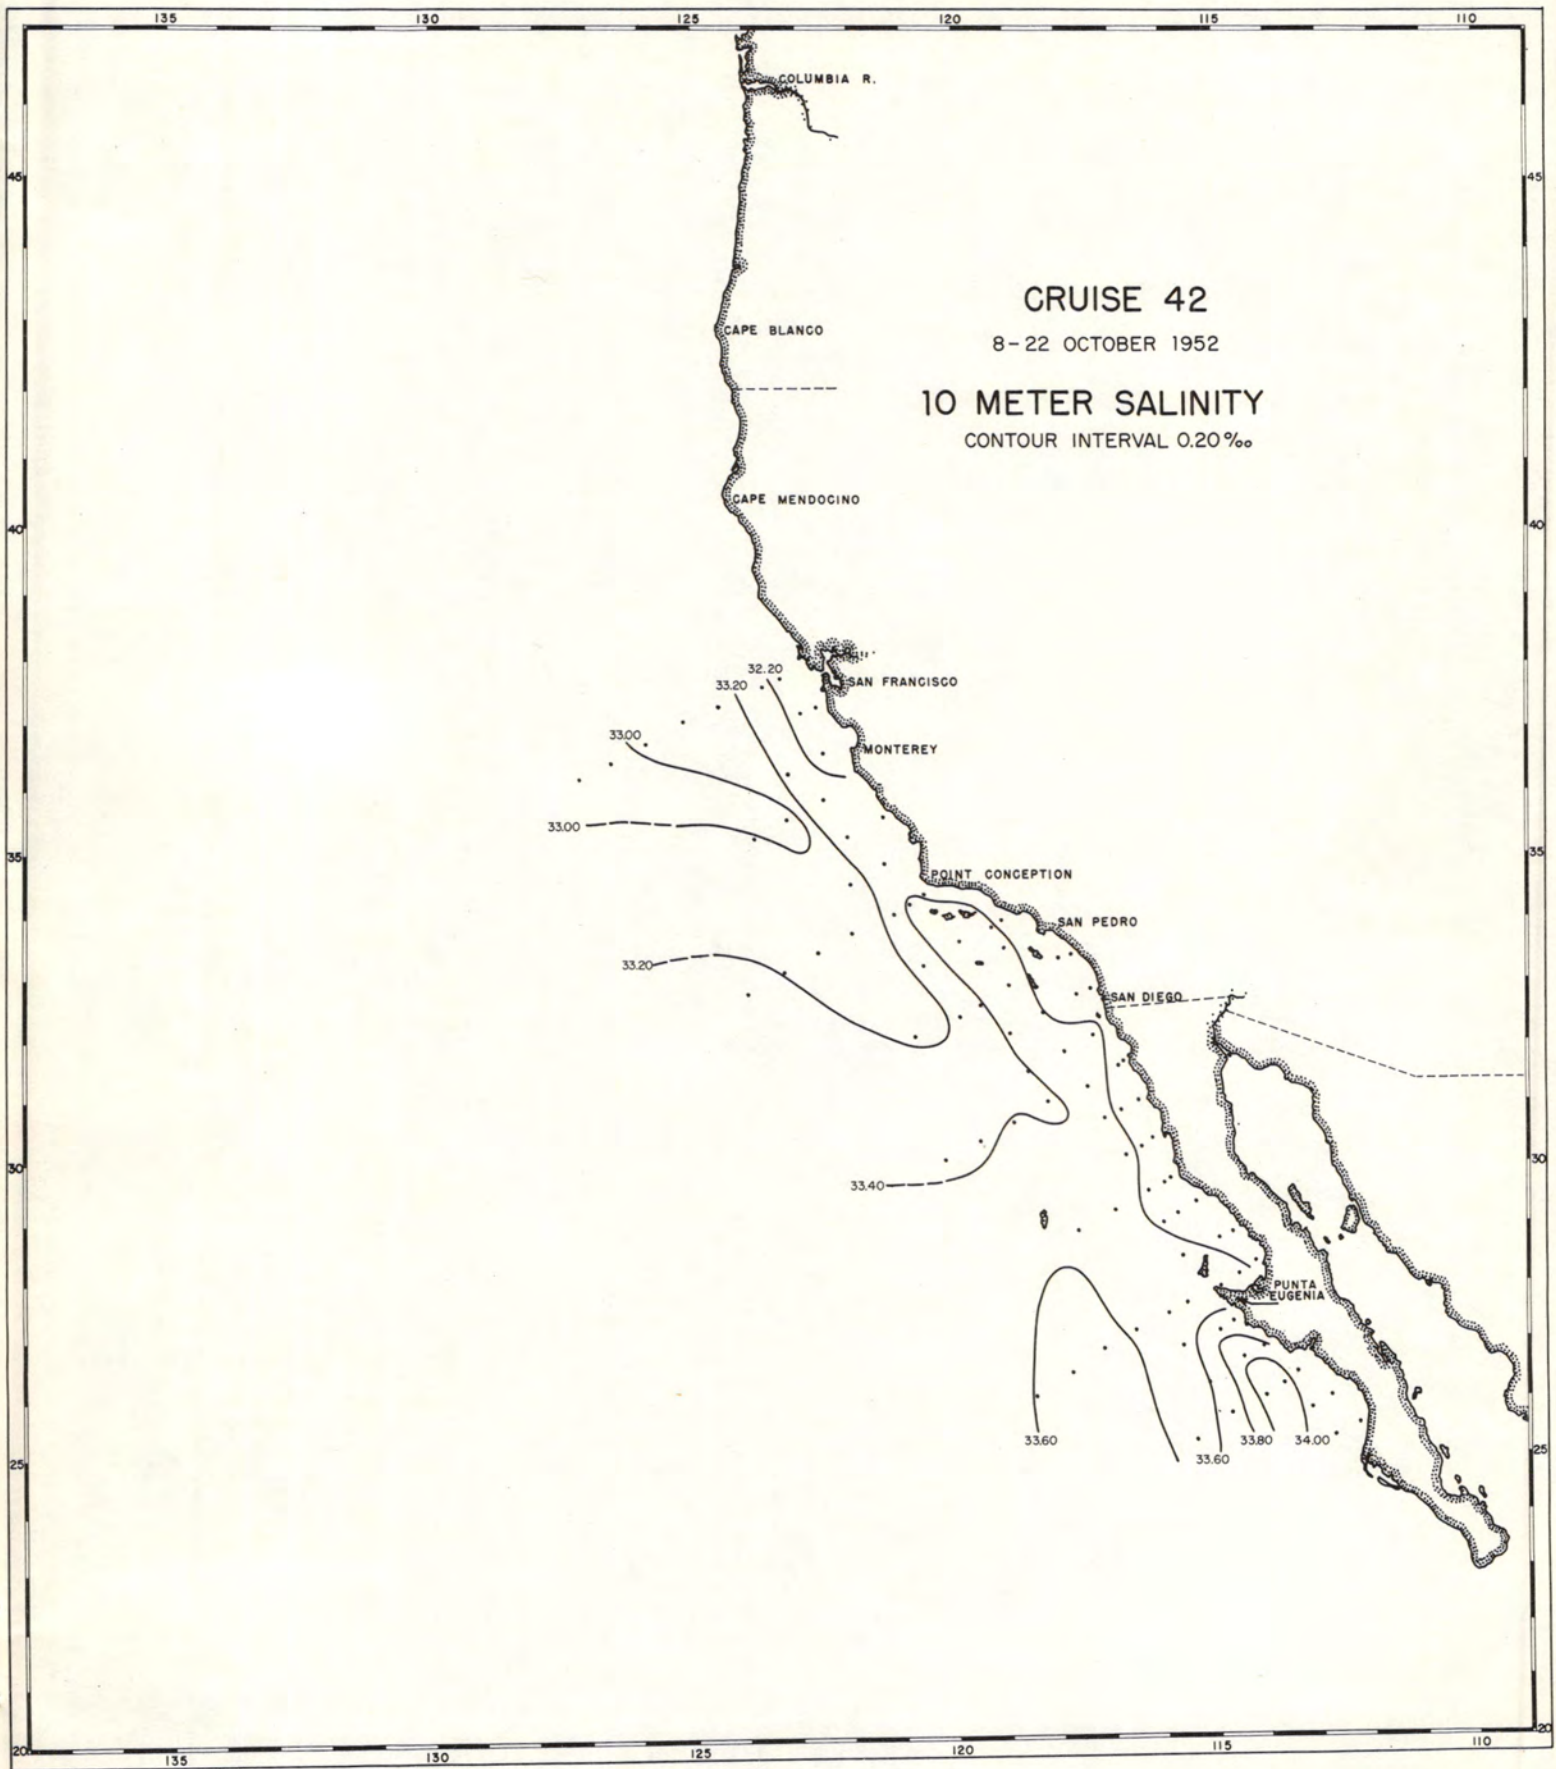 135 130 125 120 115 110
COLUMBIA R.
45 45
CRUISE 42
8-22 OCTOBER 1952
CAPE BLANCO
10 METER SALINITY
CONTOUR INTERVAL 0.20‰
CAPE MENDOCINO
40 40
32.20
SAN FRANCISCO
33.20
33.00
MONTEREY
33.00
35 35
POINT CONCEPTION
SAN PEDRO
33.20
SAN DIEGO
30 30
33.40
PUNTA
EUGENIA
33.60
33.80
34.00
33.60
25 25
20 20
135 130 125 120 115 110